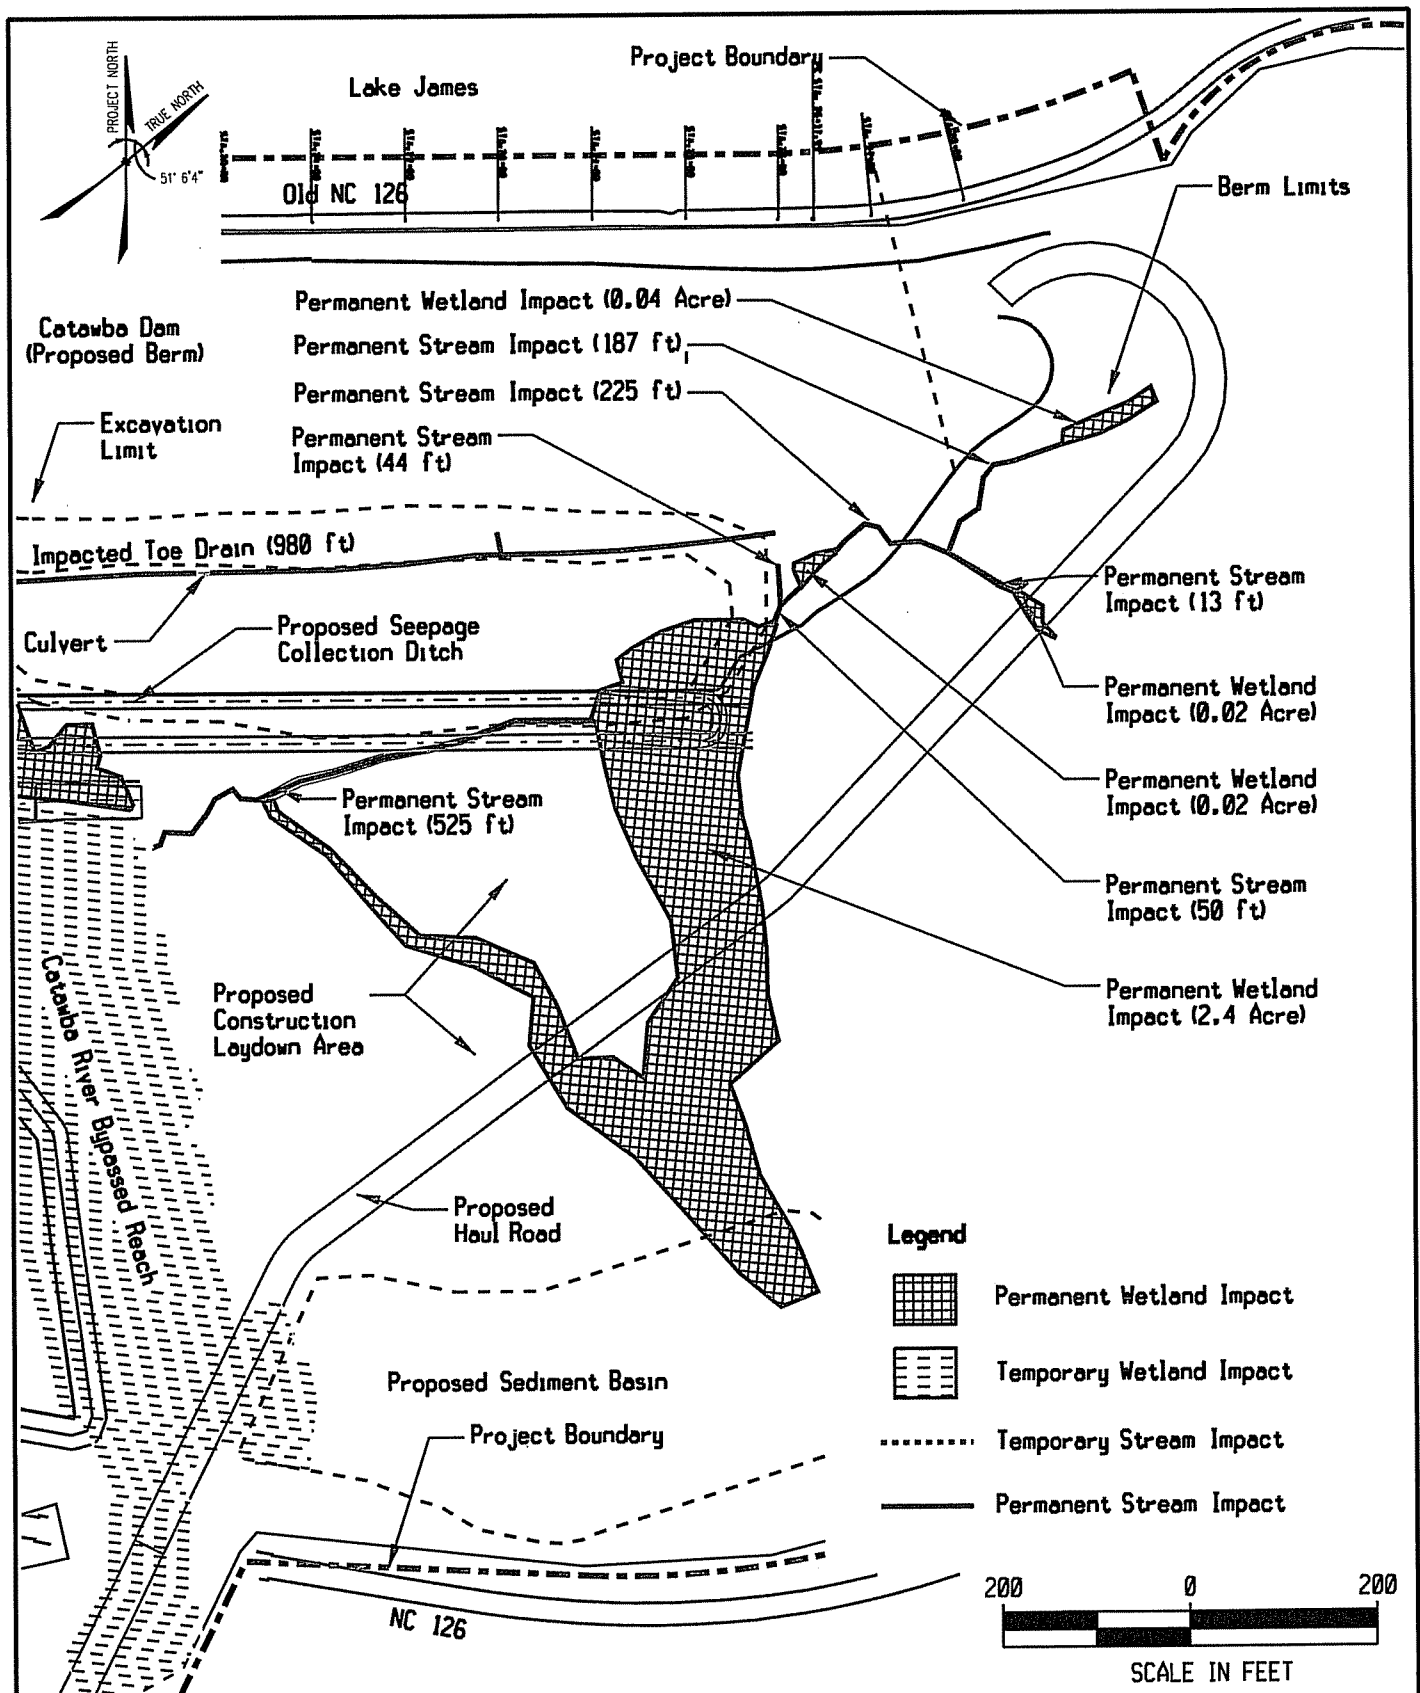 PROJECT NORTH
TRUE NORTH
51° 6'4"
Lake James
Project Boundary
Old NC 126
Berm Limits
Catawba Dam
(Proposed Berm)
Permanent Wetland Impact (0.04 Acre)
Permanent Stream Impact (187 ft)
Permanent Stream Impact (225 ft)
Permanent Stream
Impact (44 ft)
Excavation
Limit
Impacted Toe Drain (980 ft)
Culvert
Proposed Seepage
Collection Ditch
Permanent Stream
Impact (13 ft)
Permanent Wetland
Impact (0.02 Acre)
Permanent Wetland
Impact (0.02 Acre)
Permanent Stream
Impact (525 ft)
Permanent Stream
Impact (50 ft)
Permanent Wetland
Impact (2.4 Acre)
Proposed
Construction
Laydown Area
Catawba River Bypassed Reach
Proposed
Haul Road
Legend
Permanent Wetland Impact
Temporary Wetland Impact
Temporary Stream Impact
Permanent Stream Impact
Proposed Sediment Basin
Project Boundary
NC 126
200 0 200
SCALE IN FEET